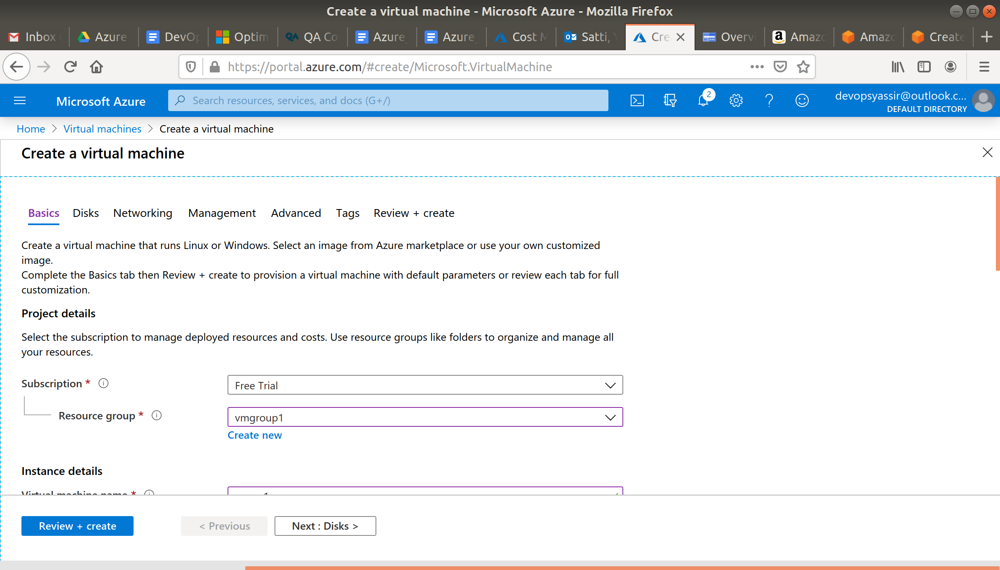 Create a virtual machine - Microsoft Azure - Mozilla Firefox
Inbox
Azure
DevOp
Optim
QA Co
Azure_
Azure_
Cost M
Satti, Y
Cre
Overvi
Amazo
Amazo
Create
https://portal.azure.com/#create/Microsoft.VirtualMachine
Microsoft Azure
Search resources, services, and docs (G+/)
2
devopsyassir@outlook.c...
DEFAULT DIRECTORY
Home > Virtual machines > Create a virtual machine
Create a virtual machine
Basics Disks Networking Management Advanced Tags Review + create
Create a virtual machine that runs Linux or Windows. Select an image from Azure marketplace or use your own customized
image.
Complete the Basics tab then Review + create to provision a virtual machine with default parameters or review each tab for full
customization.
Project details
Select the subscription to manage deployed resources and costs. Use resource groups like folders to organize and manage all
your resources.
Subscription *
Free Trial
Resource group *
vmgroup1
Create new
Instance details
Virtual machine name *
Review + create
< Previous
Next : Disks >